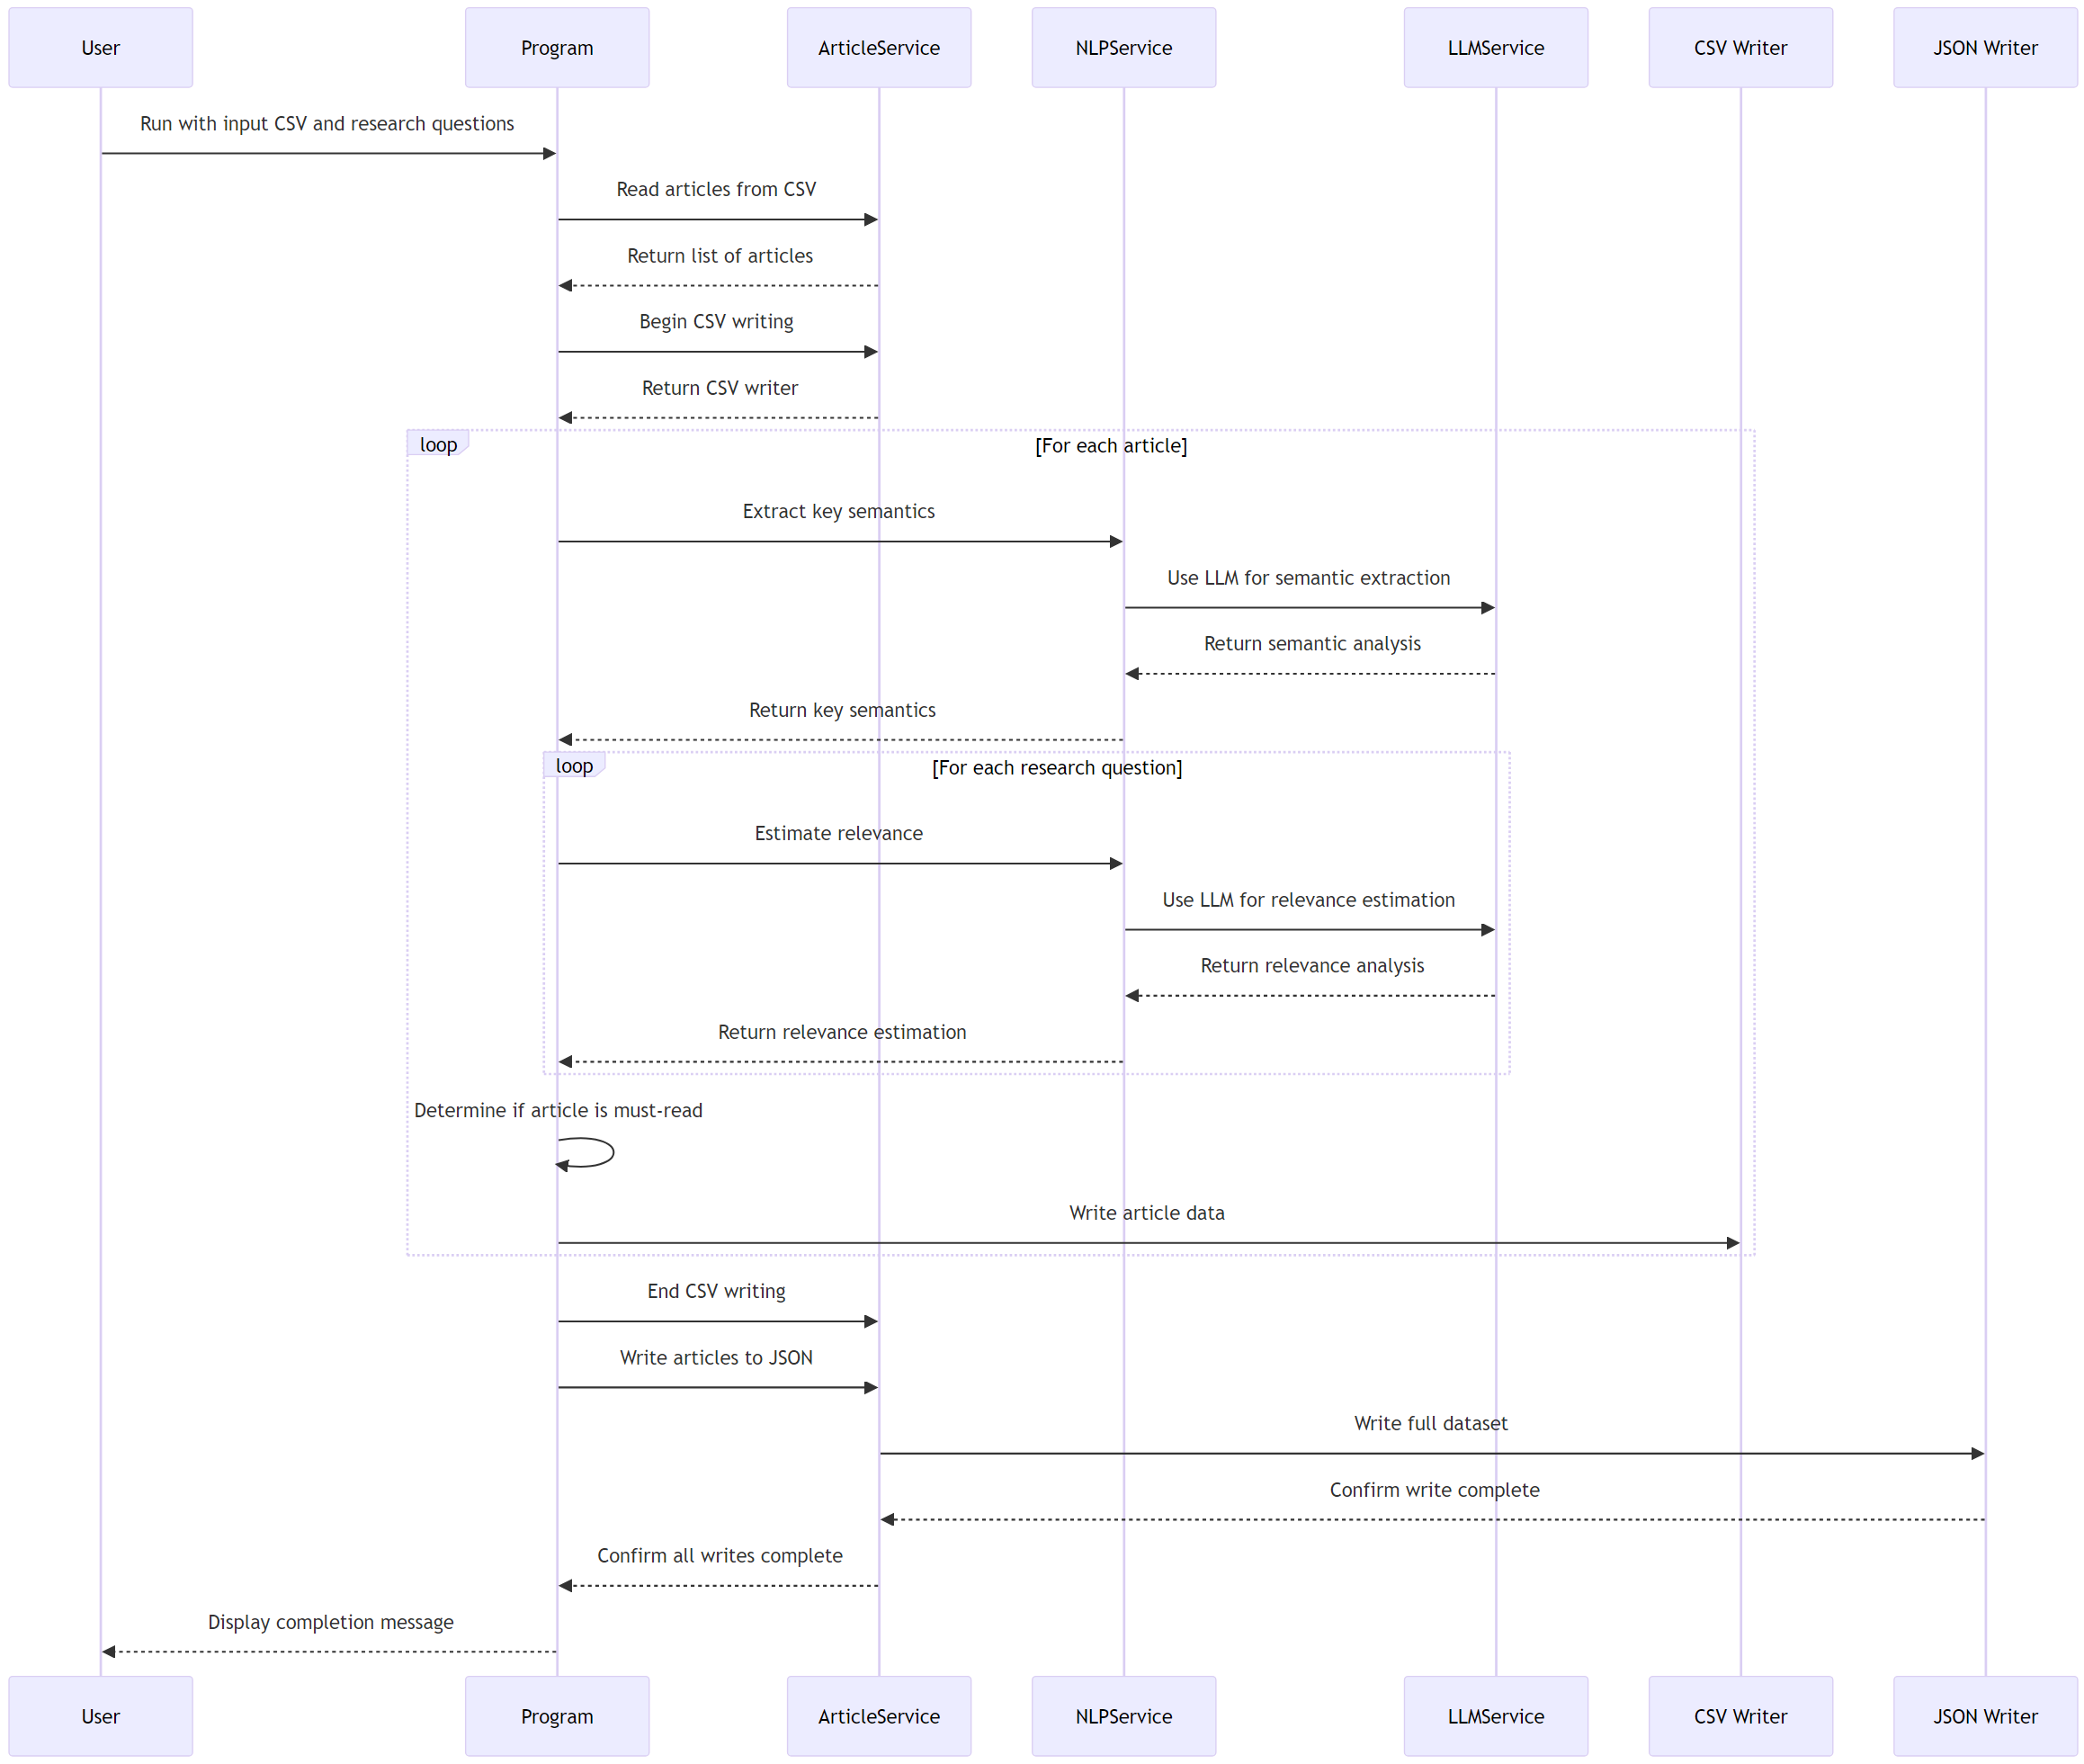 User
Program
ArticleService
NLPService
LLMService
CSV Writer
JSON Writer
Run with input CSV and research questions
Read articles from CSV
Return list of articles
Begin CSV writing
Return CSV writer
loop
[For each article]
Extract key semantics
Use LLM for semantic extraction
Return semantic analysis
Return key semantics
loop
[For each research question]
Estimate relevance
Use LLM for relevance estimation
Return relevance analysis
Return relevance estimation
Determine if article is must-read
Write article data
End CSV writing
Write articles to JSON
Write full dataset
Confirm write complete
Confirm all writes complete
Display completion message
User
Program
ArticleService
NLPService
LLMService
CSV Writer
JSON Writer